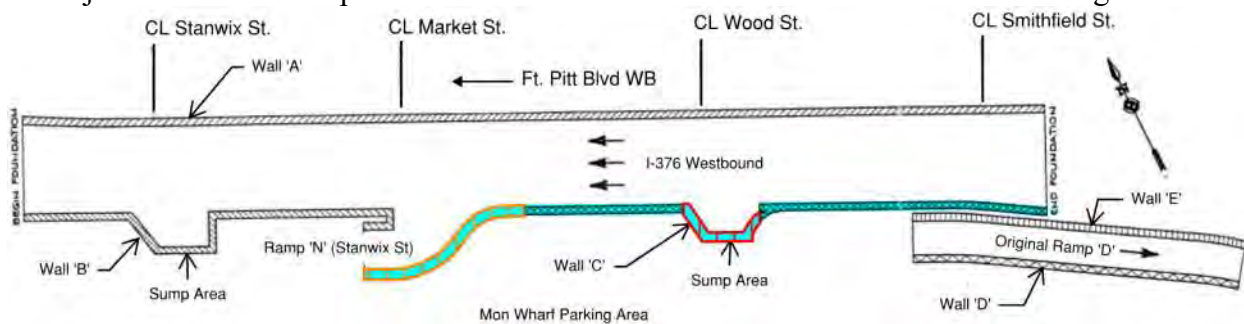 CL Stanwix St.
CL Market St.
CL Wood St.
CL Smithfield St.
Wall 'A'
Ft. Pitt Blvd WB
BEGIN FOUNDATION
I-376 Westbound
END FOUNDATION
Wall 'E'
Ramp 'N' (Stanwix St)
Original Ramp 'D'
Wall 'B'
Wall 'C'
Sump Area
Sump Area
Wall 'D'
Mon Wharf Parking Area